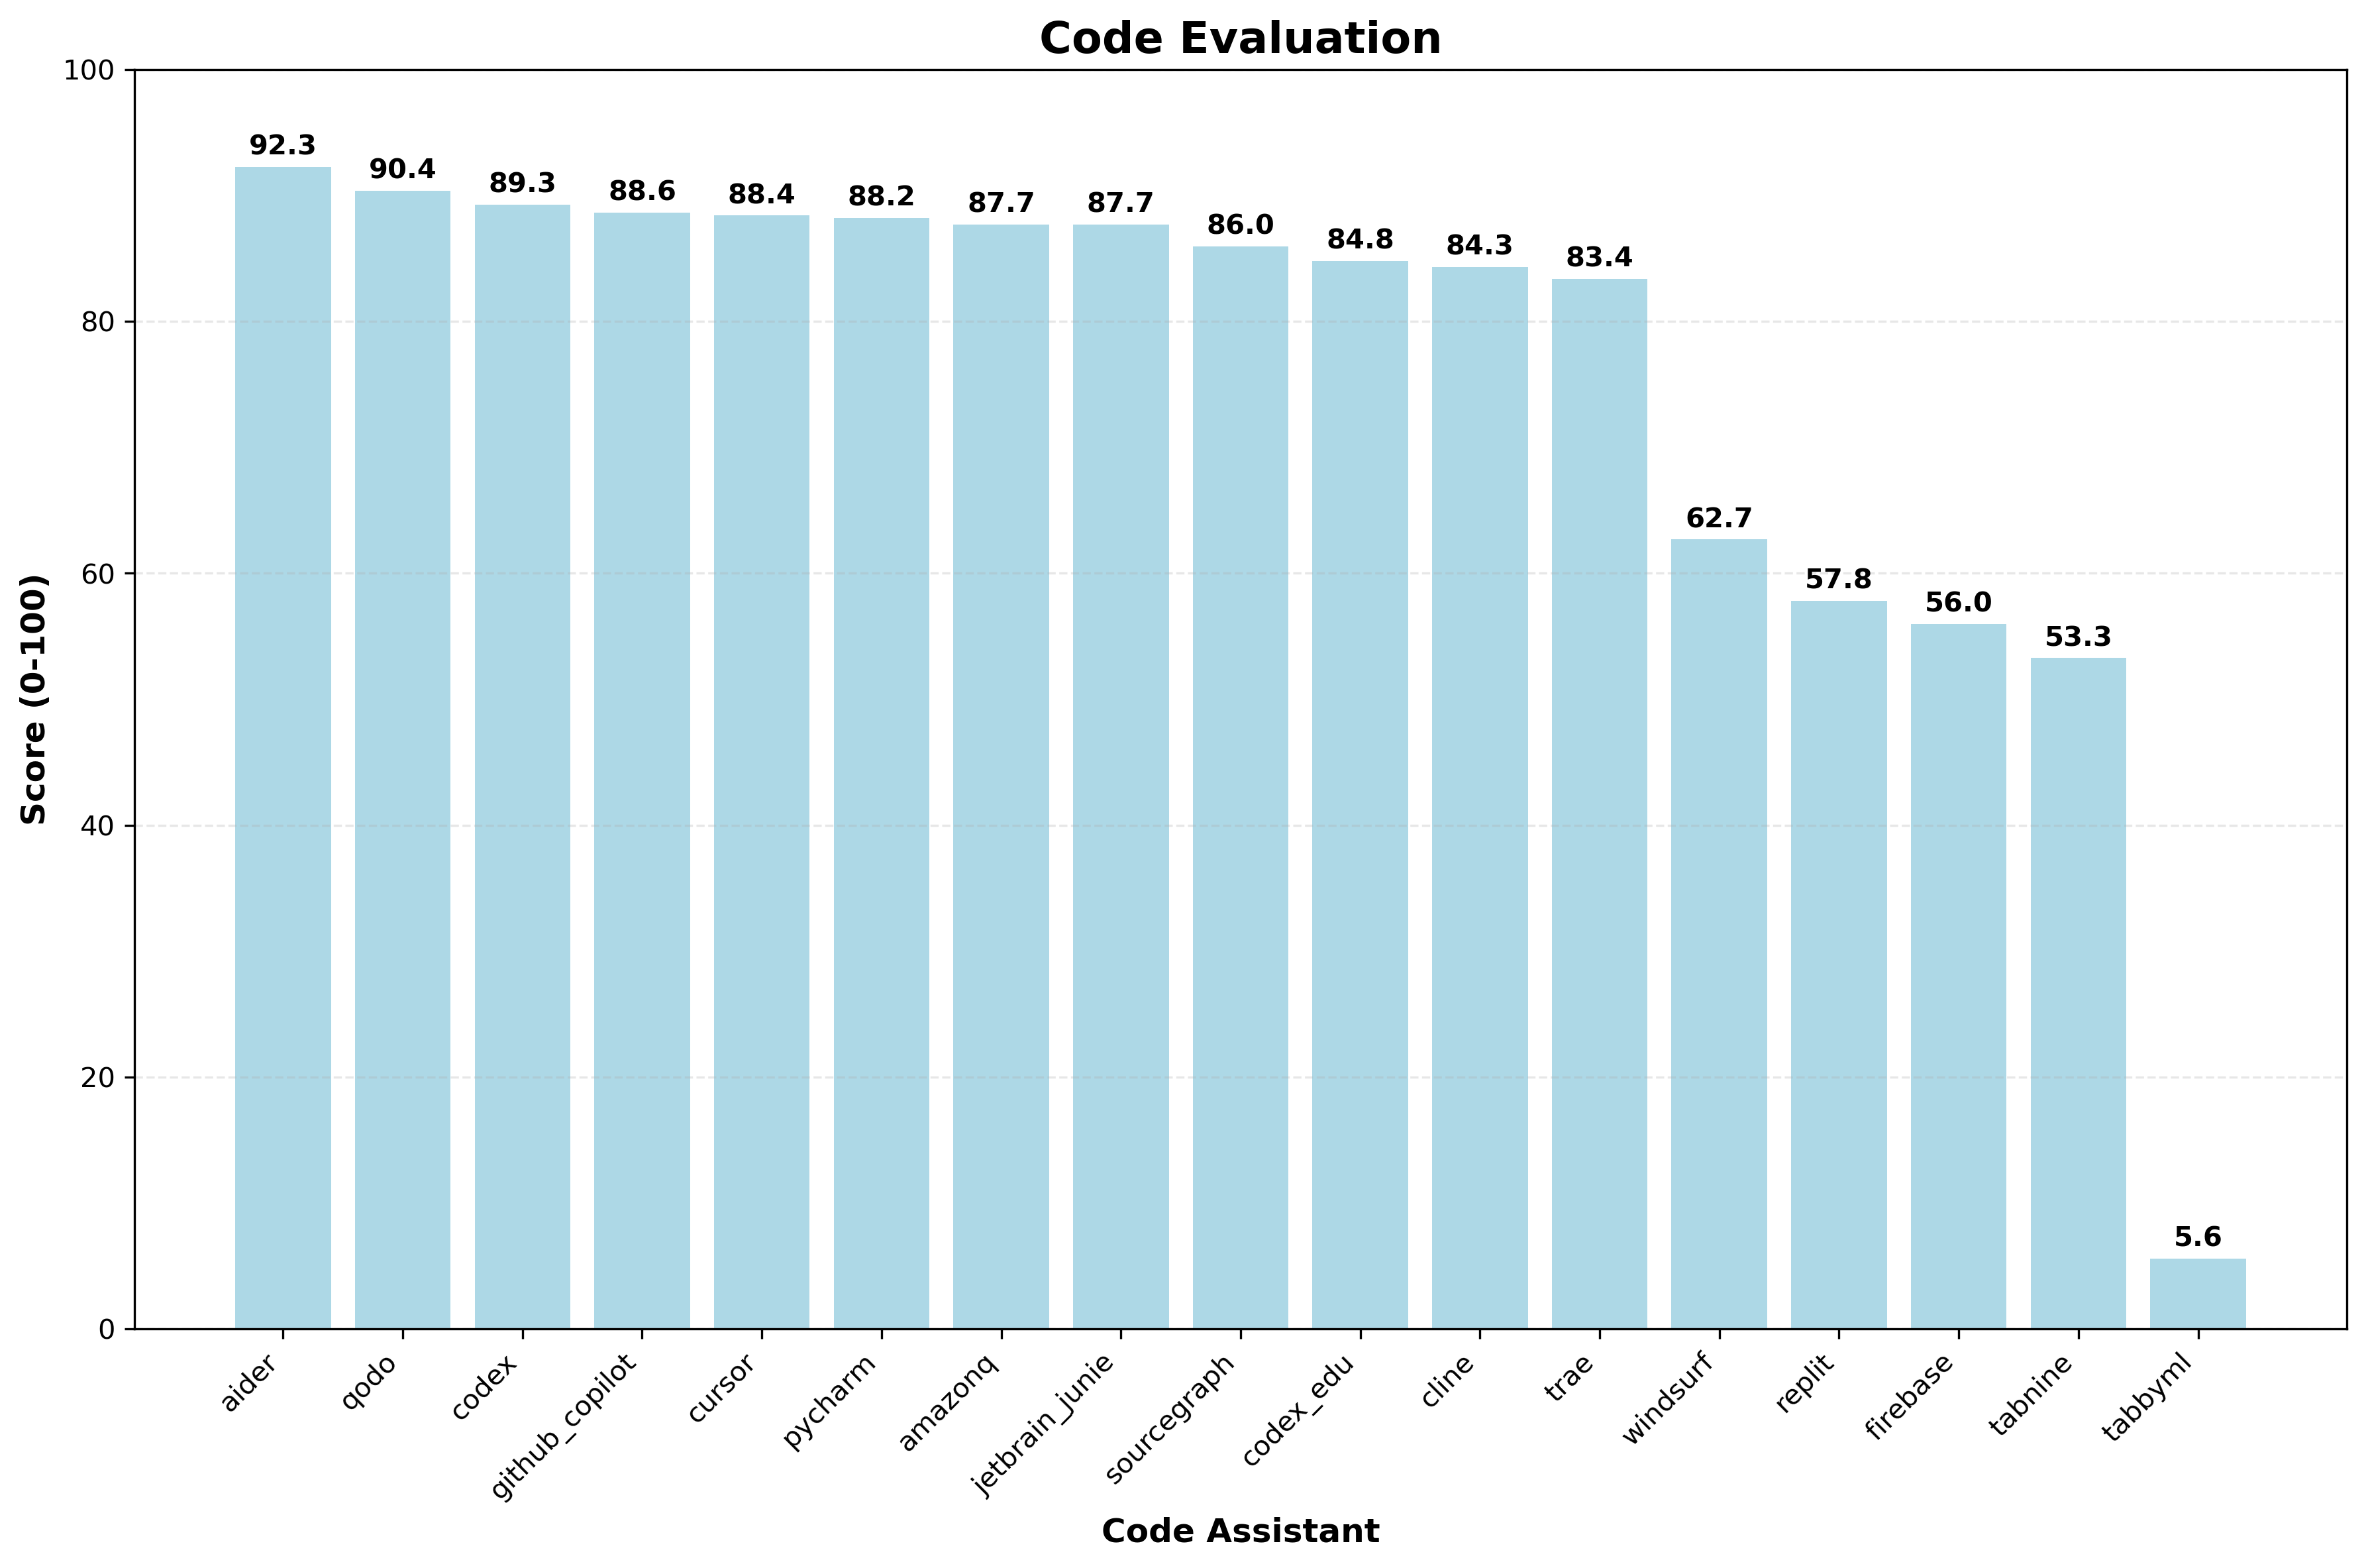 Code Evaluation
Score (0-100)
100
80
60
40
20
0
92.3
90.4
89.3
88.6
88.4
88.2
87.7
87.7
86.0
84.8
84.3
83.4
62.7
57.8
56.0
53.3
5.6
aider
qodo
codex
github_copilot
cursor
pycharm
amazonq
jetbrain_junie
sourcegraph
codex_edu
cline
trae
windsurf
replit
firebase
tabnine
tabbyml
Code Assistant